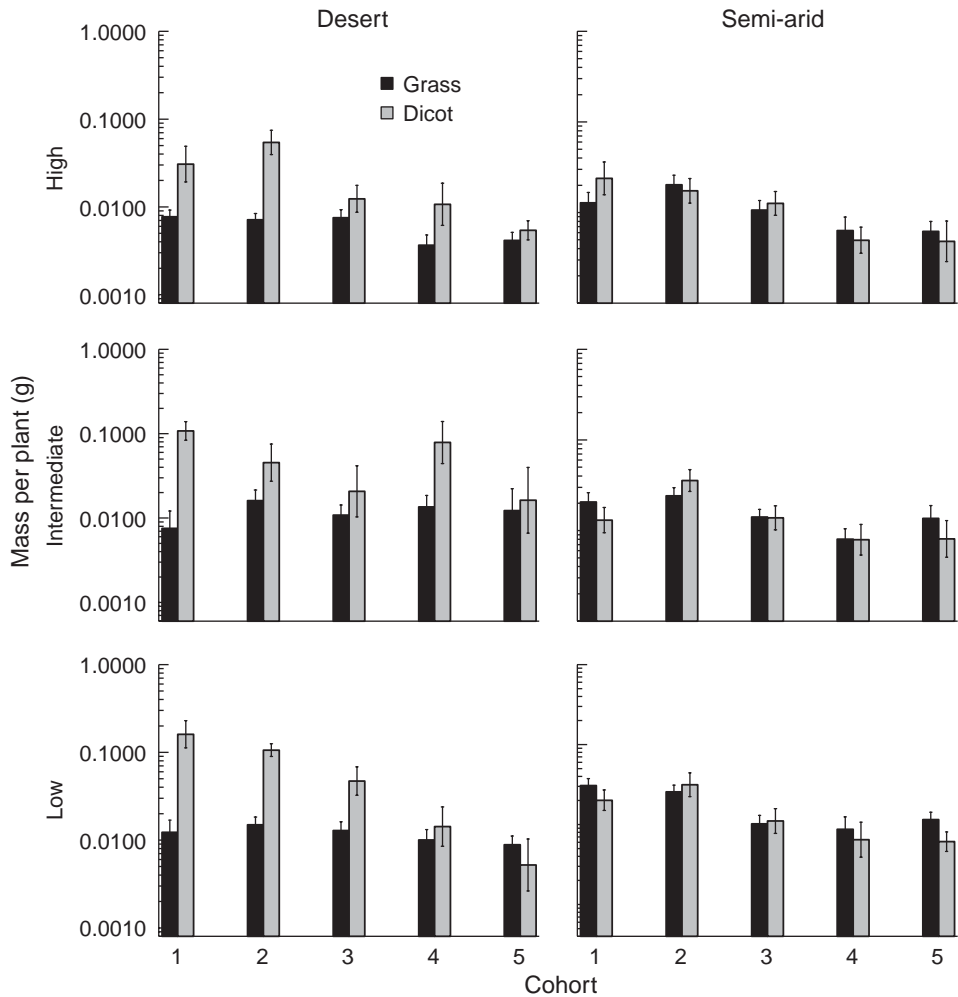 Desert
Semi-arid
1.0000
0.1000
0.0100
0.0010
High
Grass
Dicot
Mass per plant (g)
1.0000
0.1000
0.0100
0.0010
Intermediate
1.0000
0.1000
0.0100
0.0010
Low
1 2 3 4 5
1 2 3 4 5
Cohort